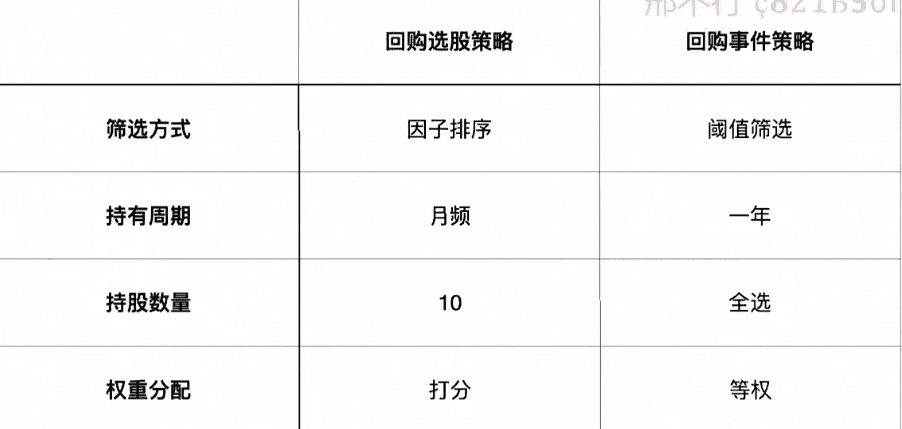 回购选股策略 回购事件策略
筛选方式 因子排序 阈值筛选
持有周期 月频 一年
持股数量 10 全选
权重分配 打分 等权